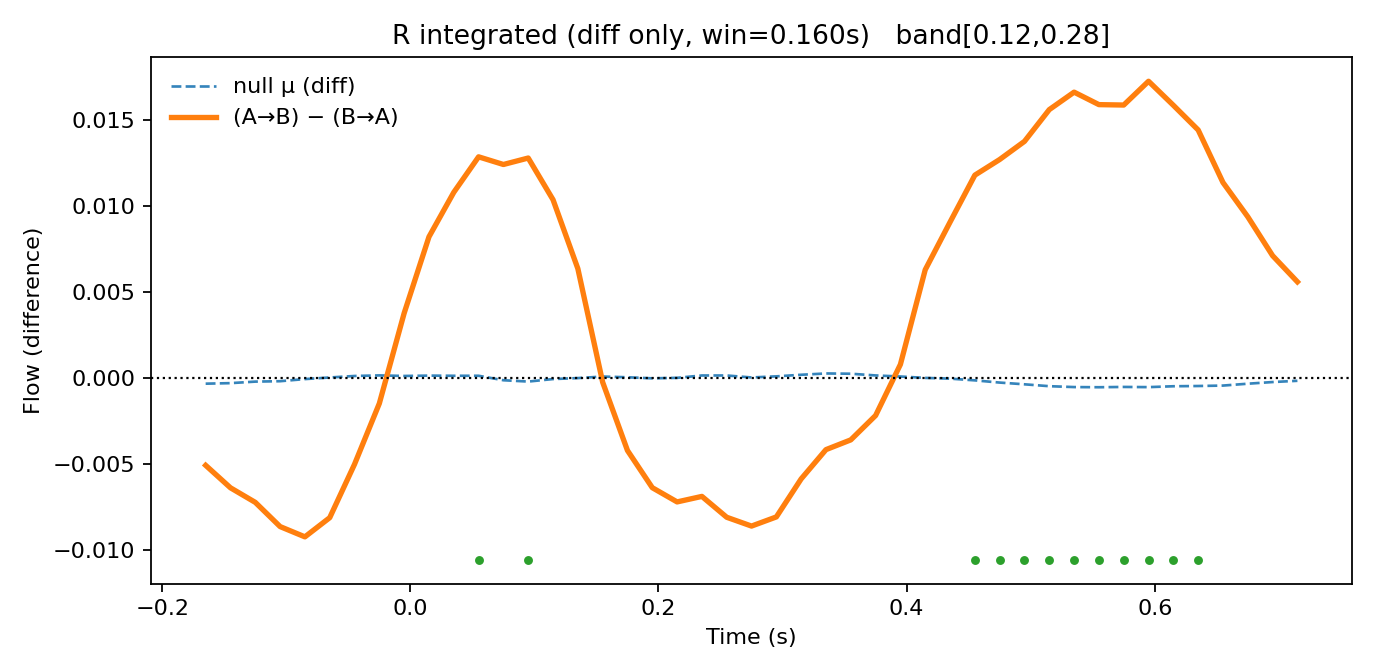 R integrated (diff only, win=0.160s)   band[0.12,0.28]
null μ (diff)
(A→B) − (B→A)
Flow (difference)
0.015
0.010
0.005
0.000
−0.005
−0.010
−0.2
0.0
0.2
0.4
0.6
Time (s)